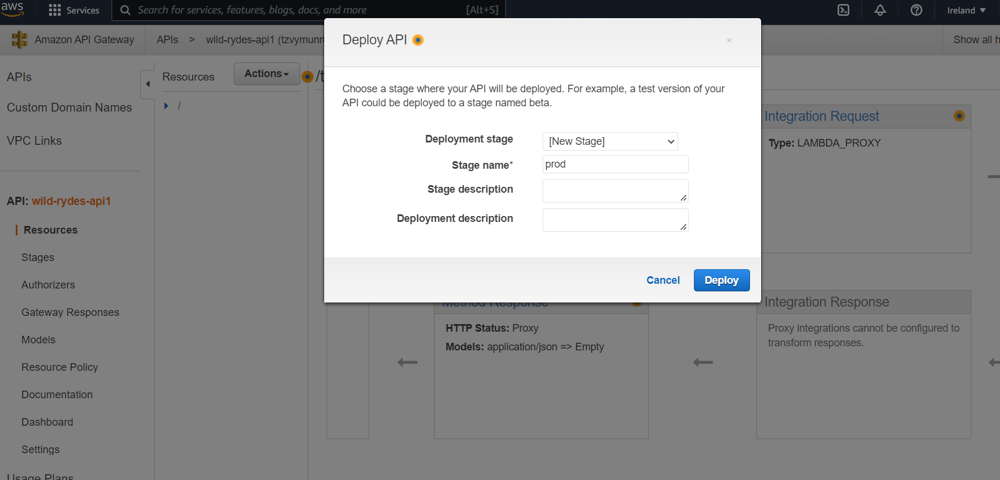 aws
Services
Search for services, features, blogs, docs, and more
[Alt+S]
Ireland
Amazon API Gateway
APIs > wild-rydes-api1
Show all
Deploy API
×
APIs
Custom Domain Names
VPC Links
API: wild-rydes-api1
Resources
Stages
Authorizers
Gateway Responses
Models
Resource Policy
Documentation
Dashboard
Settings
Usage Plans
Resources
Actions
/
Choose a stage where your API will be deployed. For example, a test version of your
API could be deployed to a stage named beta.
Deployment stage [New Stage]
Stage name* prod
Stage description
Deployment description
Cancel
Deploy
Integration Request
Type: LAMBDA_PROXY
Method Response
HTTP Status: Proxy
Models: application/json => Empty
Integration Response
Proxy integrations cannot be configured to
transform responses.